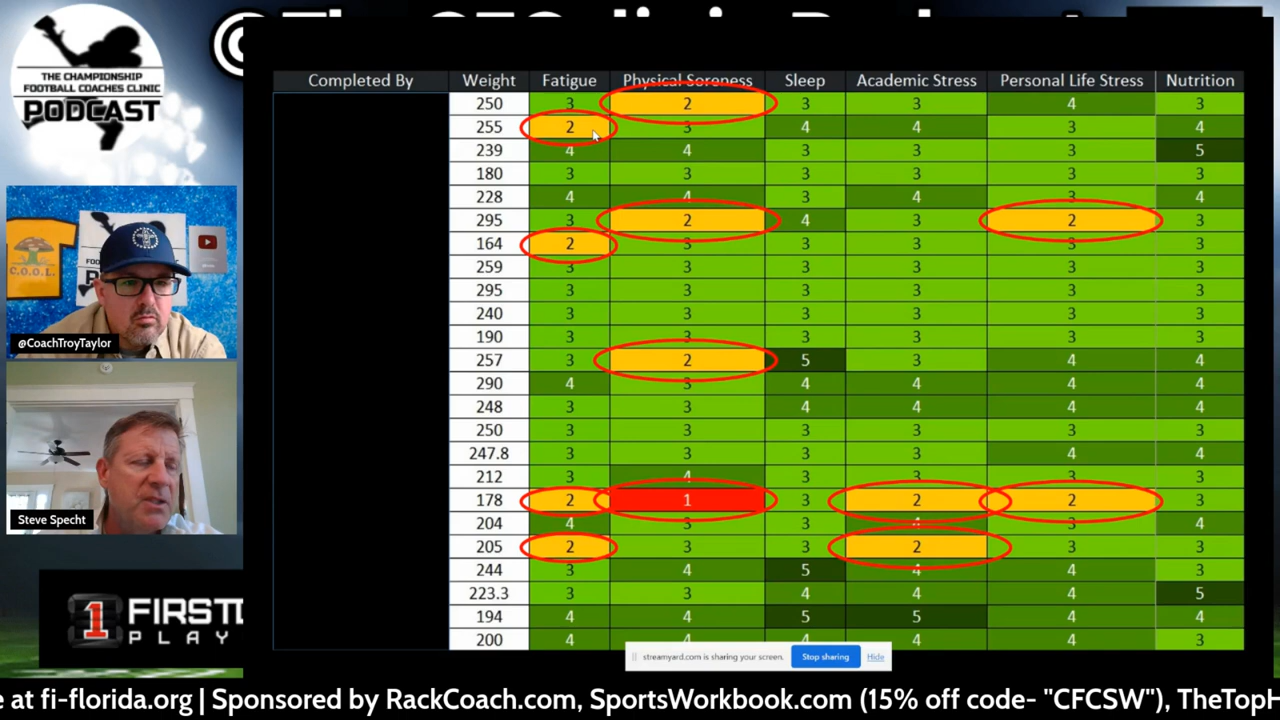 THE CHAMPIONSHIP
FOOTBALL COACHES CLINIC
PODCAST
Completed By Weight Fatigue Physical Soreness Sleep Academic Stress Personal Life Stress Nutrition
250 3 2 3 3 4 3
255 2 3 4 4 3 4
239 4 4 3 3 3 5
180 3 3 3 3 3 3
228 4 4 3 4 3 4
295 3 2 4 3 2 3
164 2 3 3 3 3 3
259 3 3 3 3 3 3
295 3 3 3 3 3 3
240 3 3 3 3 3 3
190 3 3 3 3 3 3
257 3 2 5 3 4 4
290 4 3 4 4 4 4
248 3 3 4 4 4 4
250 3 3 3 3 3 3
247.8 3 3 3 3 4 4
212 3 4 3 3 3 3
178 2 1 3 2 2 3
204 4 3 3 4 3 4
205 2 3 3 2 3 3
244 3 4 5 4 4 3
223.3 3 3 4 4 4 5
194 4 4 5 5 4 4
200 4 4 4 4 4 3
C.O.O.L.
@CoachTroyTaylor
Steve Specht
1 FIRST
PLAY
streamyard.com is sharing your screen. Stop sharing Hide
e at fi-florida.org | Sponsored by RackCoach.com, SportsWorkbook.com (15% off code- "CFCSW"), TheTopH